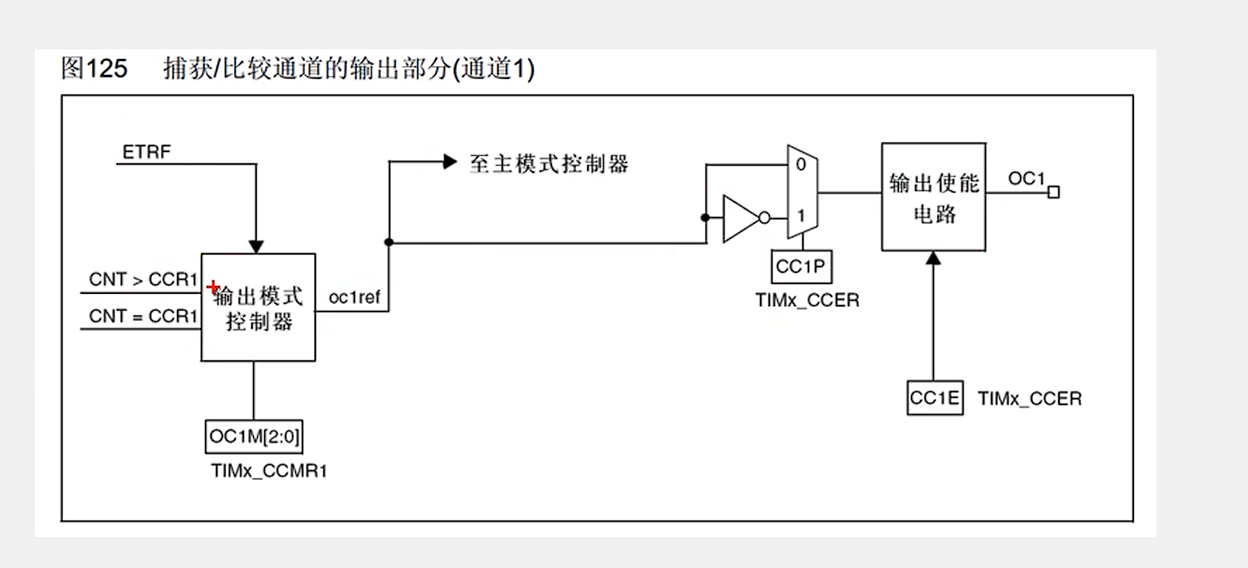 图125 捕获/比较通道的输出部分(通道1)
ETRF
至主模式控制器
0
1
输出使能
电路
OC1
CNT > CCR1
CNT = CCR1
输出模式
控制器
oc1ref
CC1P
TIMx_CCER
CC1E
TIMx_CCER
OC1M[2:0]
TIMx_CCMR1